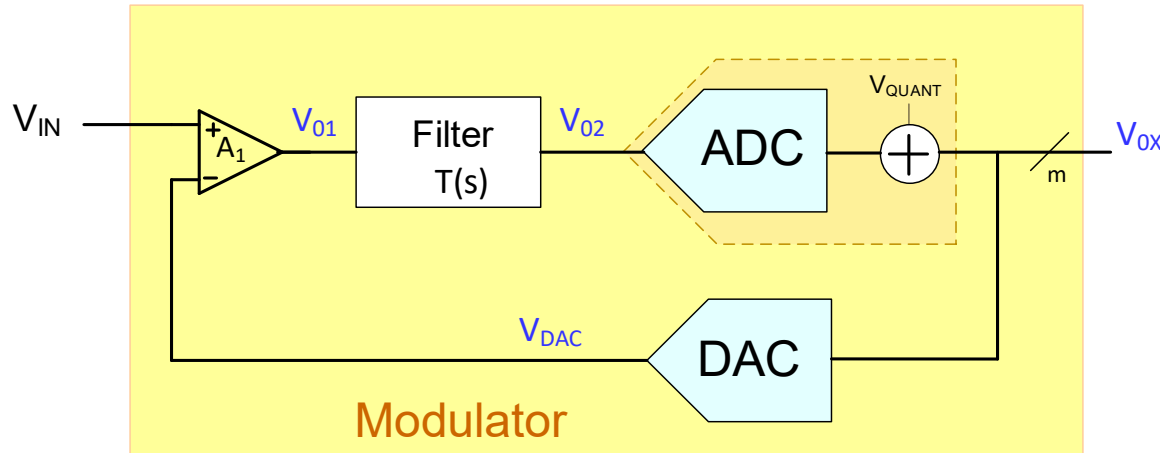 V_QUANT
V_IN
+
A_1
−
V_01
Filter
T(s)
V_02
ADC
+
V_0X
m
V_DAC
DAC
Modulator